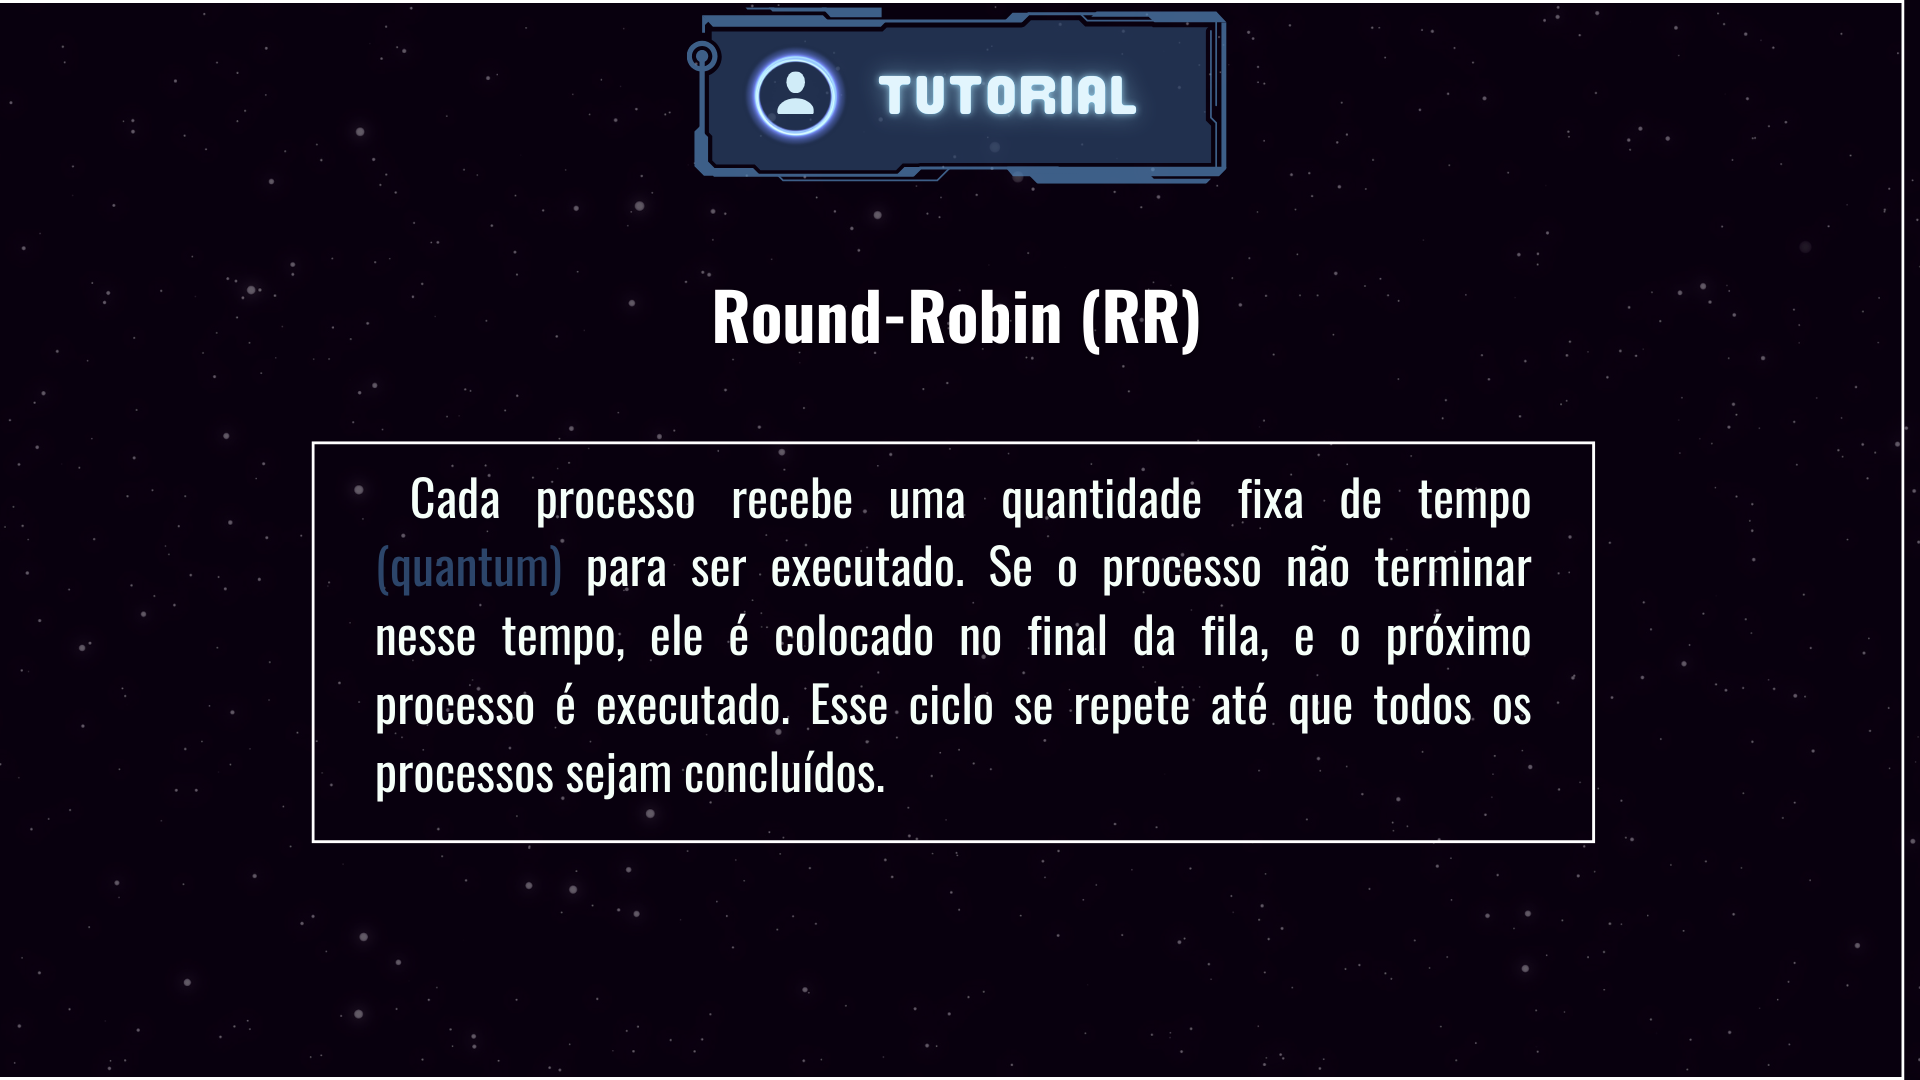 TUTORIAL
Round-Robin (RR)
Cada processo recebe uma quantidade fixa de tempo
(quantum) para ser executado. Se o processo não terminar
nesse tempo, ele é colocado no final da fila, e o próximo
processo é executado. Esse ciclo se repete até que todos os
processos sejam concluídos.